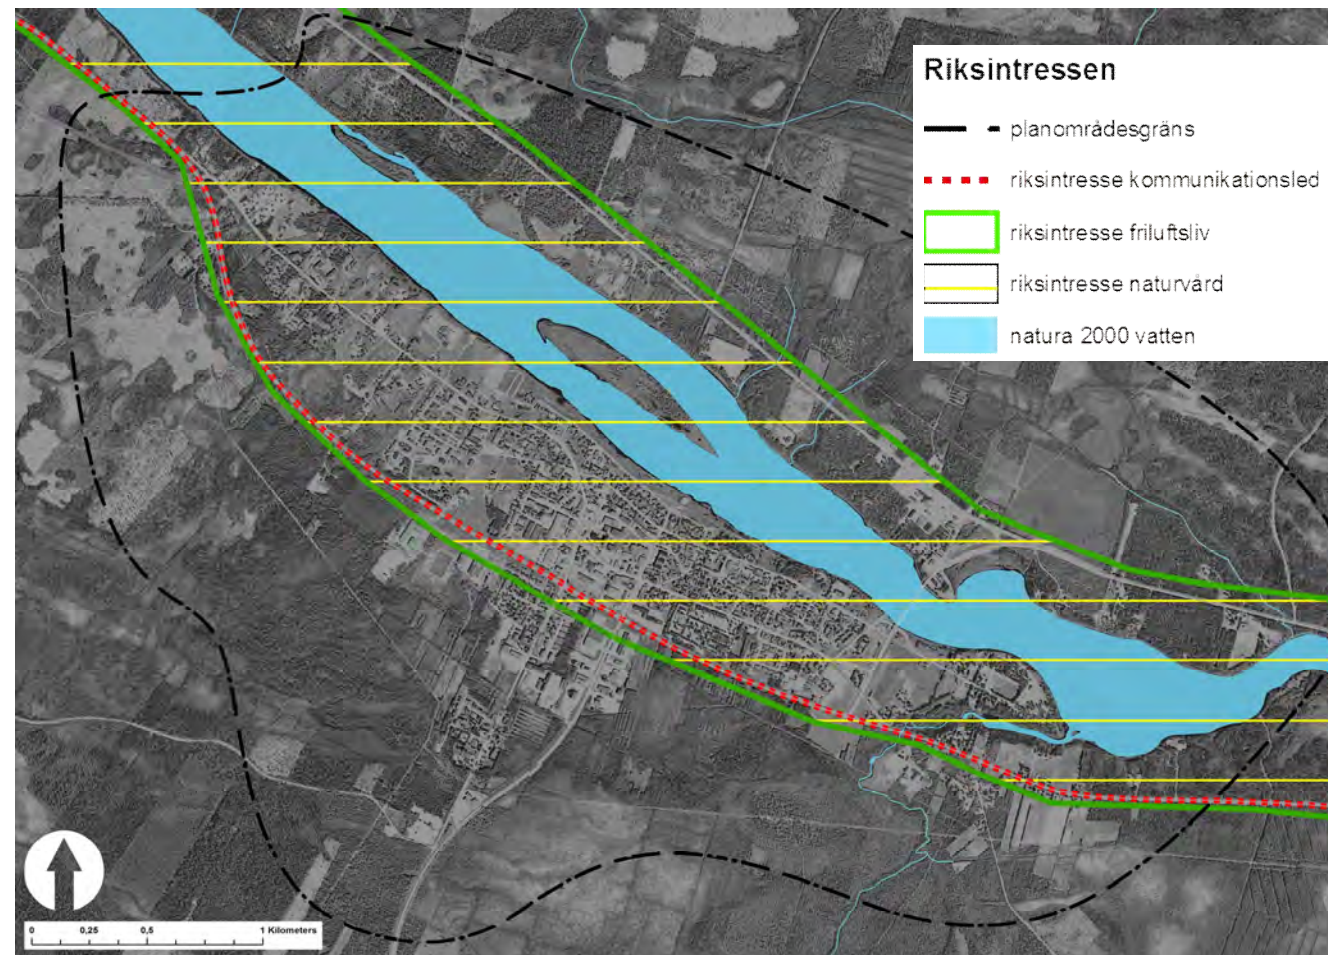 Riksintressen
planområdesgräns
riksintresse kommunikationsled
riksintresse friluftsliv
riksintresse naturvård
natura 2000 vatten
0 0,25 0,5 1 Kilometers